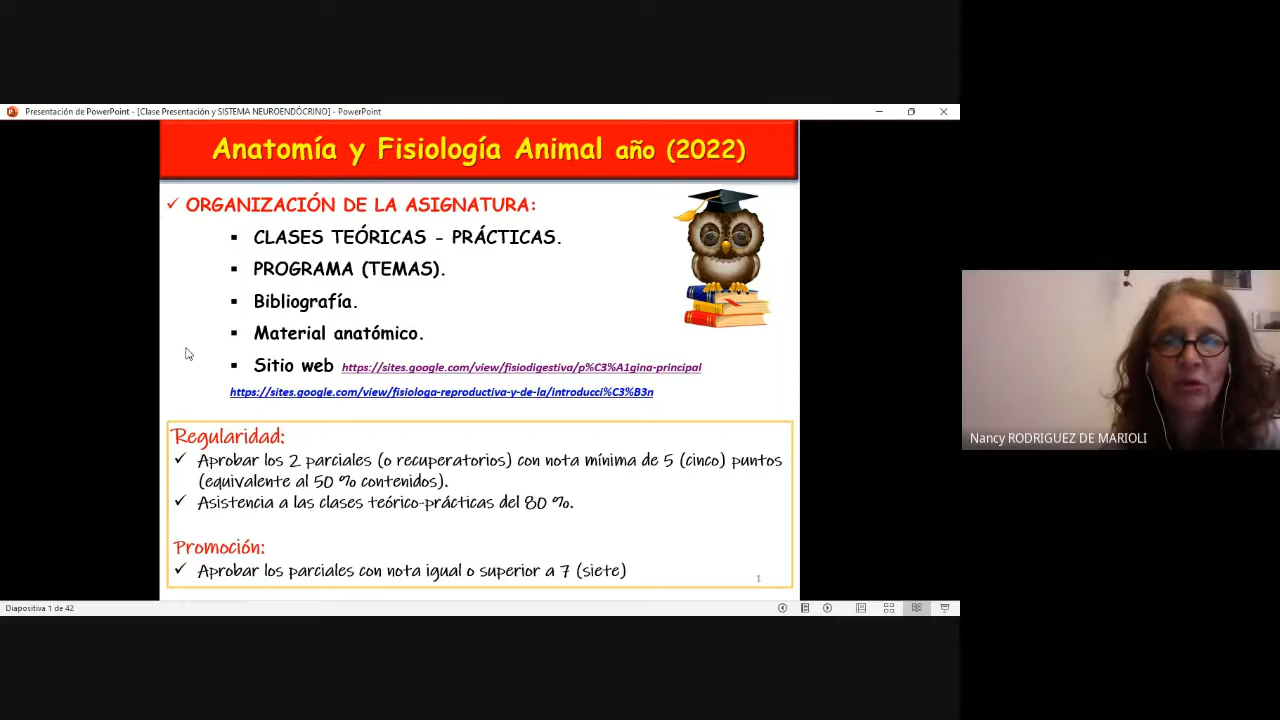 Presentación de PowerPoint - [Clase Presentación y SISTEMA NEUROENDÓCRINO] - PowerPoint
Anatomía y Fisiología Animal año (2022)
✓ ORGANIZACIÓN DE LA ASIGNATURA:
▪ CLASES TEÓRICAS - PRÁCTICAS.
▪ PROGRAMA (TEMAS).
▪ Bibliografía.
▪ Material anatómico.
▪ Sitio web https://sites.google.com/view/fisiodigestiva/p%C3%A1gina-principal
https://sites.google.com/view/fisiologa-reproductiva-y-de-la/introducci%C3%B3n
Regularidad:
✓ Aprobar los 2 parciales (o recuperatorios) con nota mínima de 5 (cinco) puntos
(equivalente al 50 % contenidos).
✓ Asistencia a las clases teórico-prácticas del 80 %.
Promoción:
✓ Aprobar los parciales con nota igual o superior a 7 (siete)
1
Diapositiva 1 de 42
Nancy RODRIGUEZ DE MARIOLI